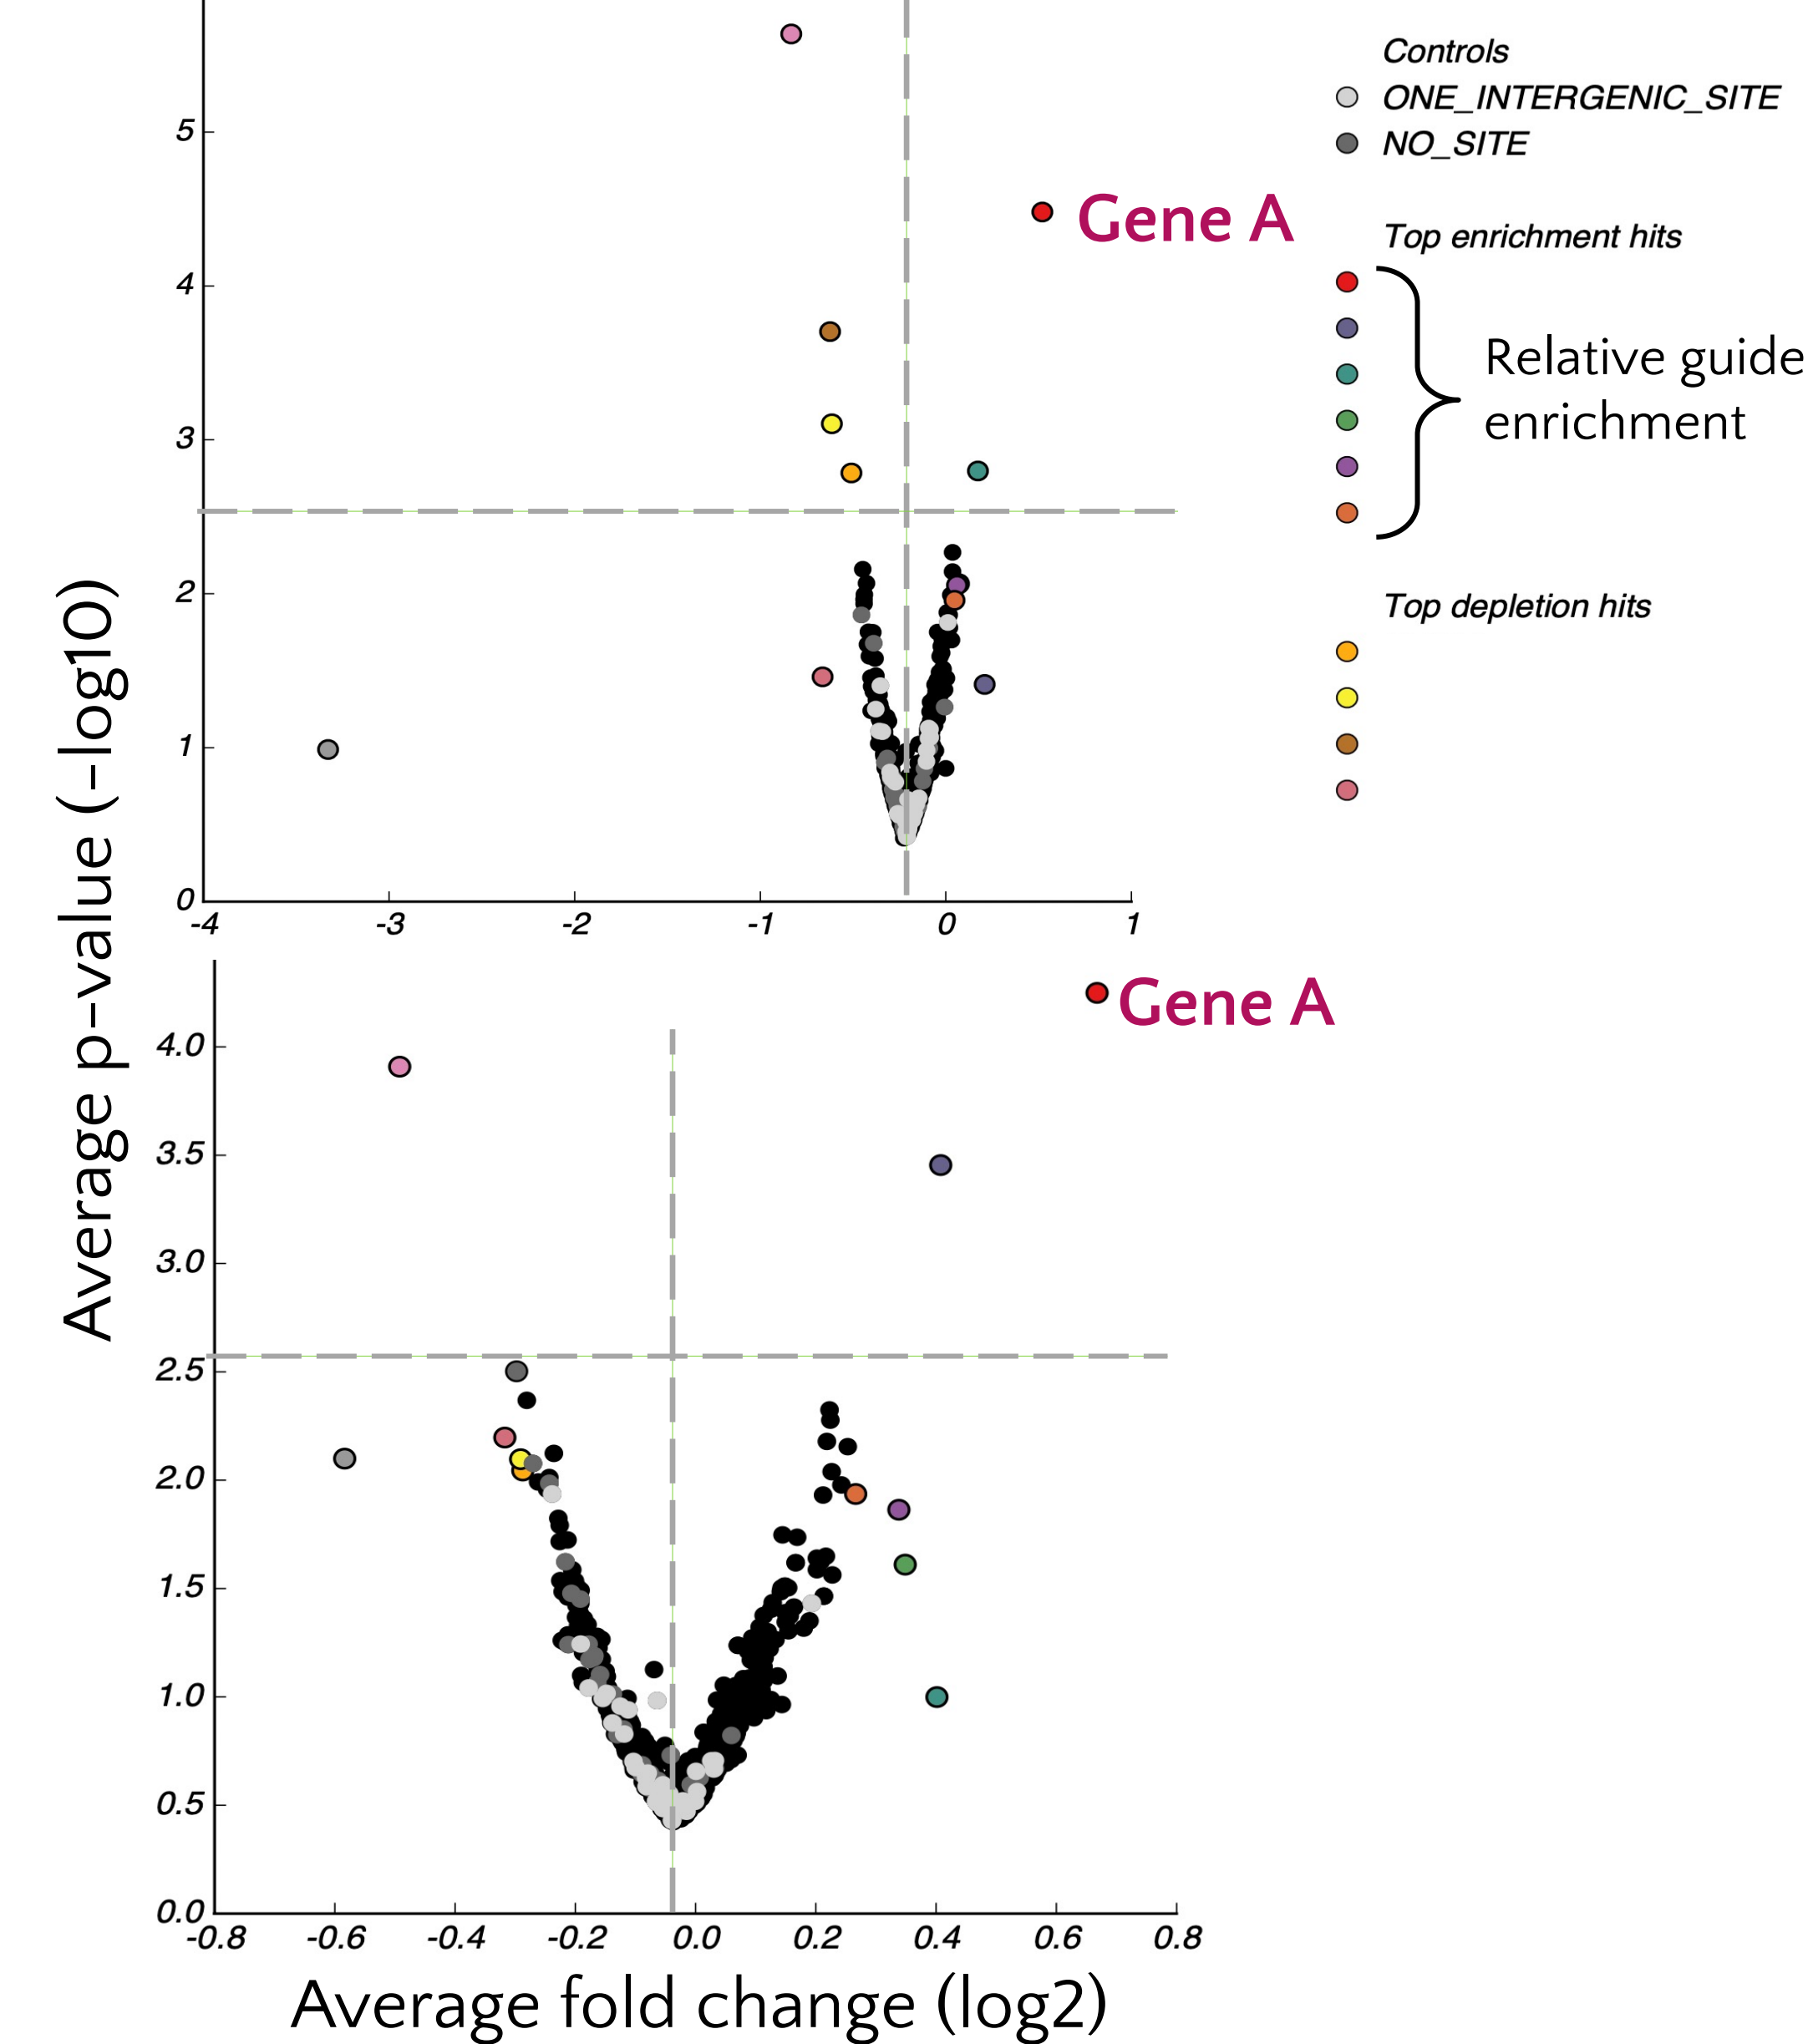 Average p-value (-log10)
5
4
3
2
1
0
-4
-3
-2
-1
0
1
Gene A
Controls
ONE_INTERGENIC_SITE
NO_SITE
Top enrichment hits
Relative guide
enrichment
Top depletion hits
Gene A
4.0
3.5
3.0
2.5
2.0
1.5
1.0
0.5
0.0
-0.8
-0.6
-0.4
-0.2
0.0
0.2
0.4
0.6
0.8
Average fold change (log2)